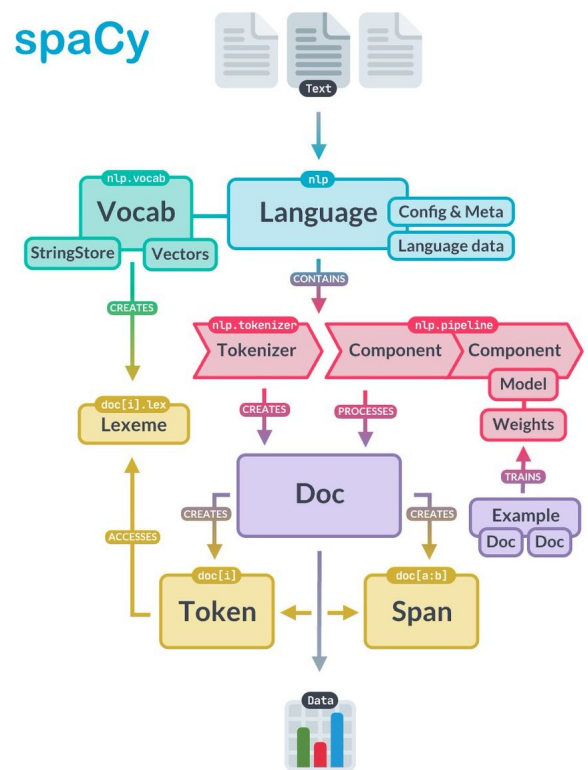 spaCy
Text
nlp.vocab
Vocab
StringStore
Vectors
nlp
Language
Config & Meta
Language data
CREATES
CONTAINS
nlp.tokenizer
Tokenizer
nlp.pipeline
Component
Component
Model
Weights
doc[i].lex
Lexeme
CREATES
PROCESSES
TRAINS
Doc
Example
Doc
Doc
ACCESSES
CREATES
CREATES
doc[i]
Token
doc[a:b]
Span
Data